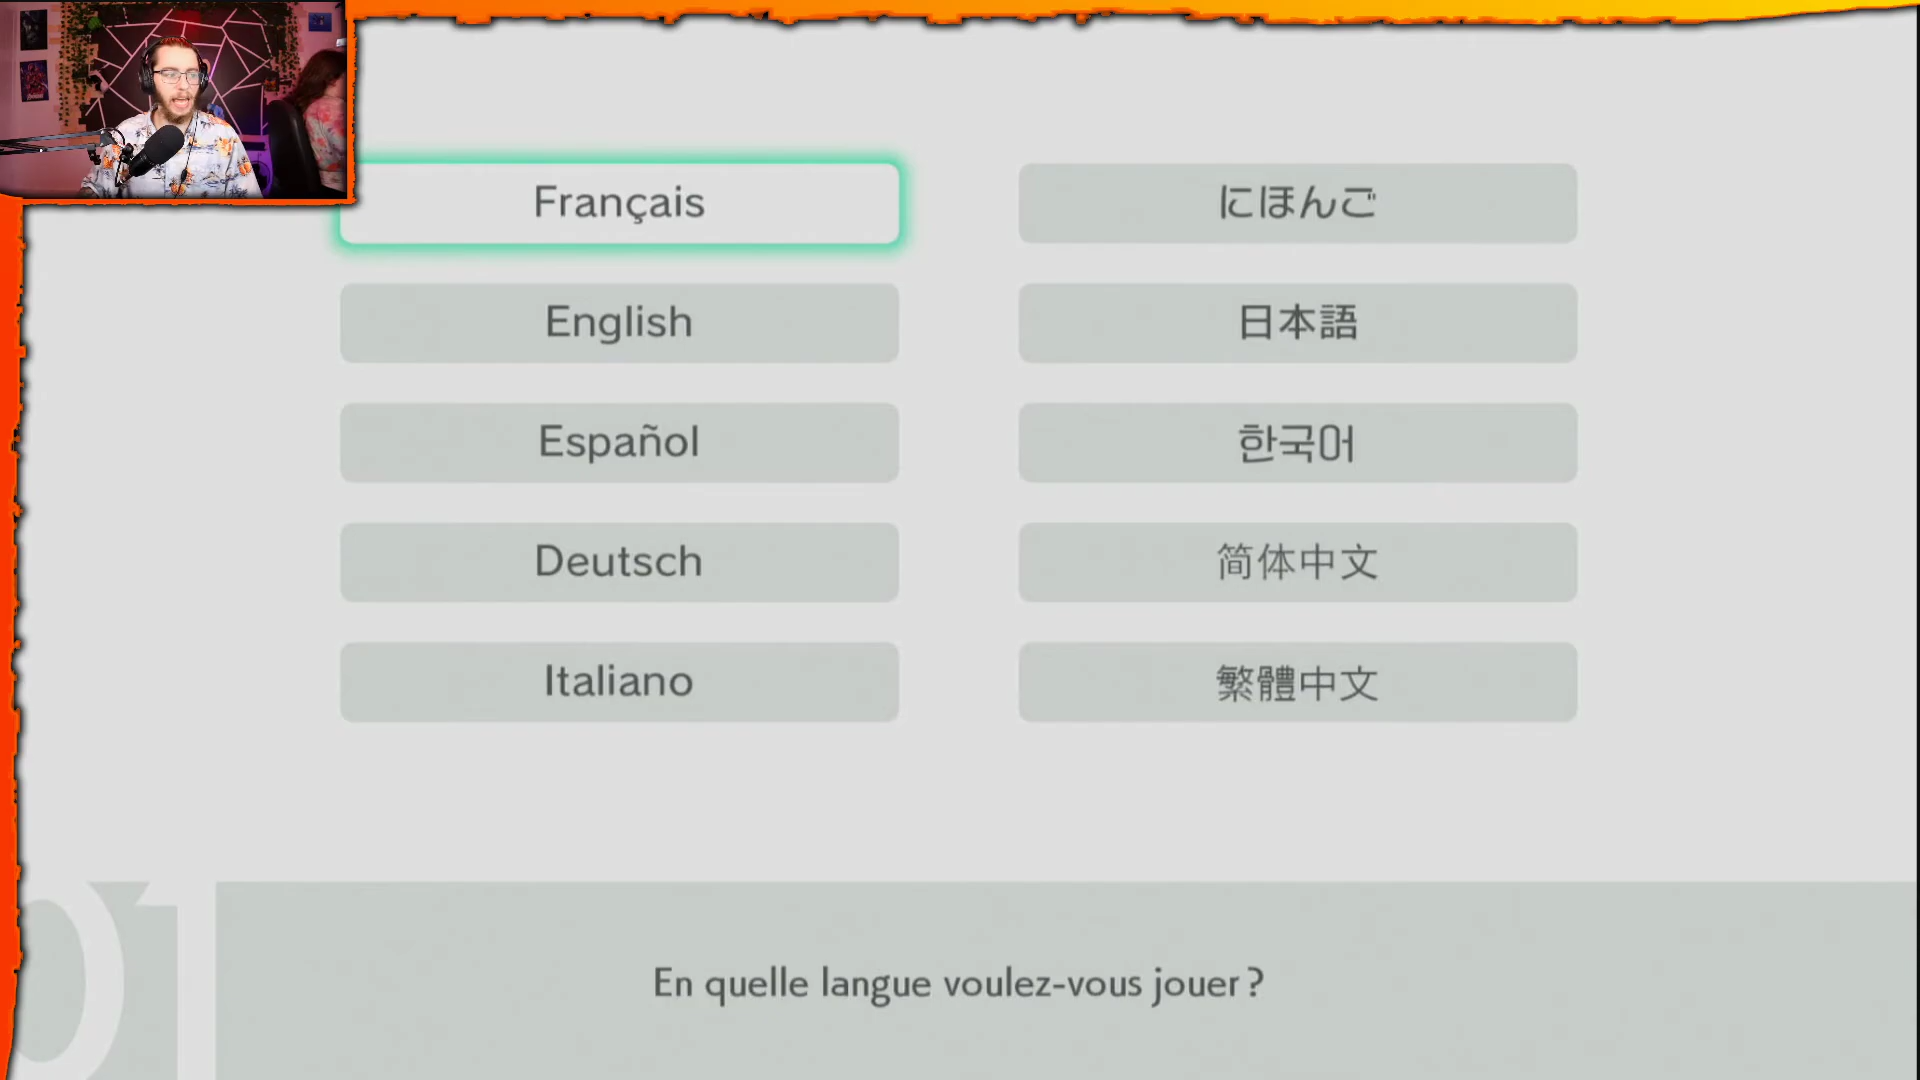 Français
English
Español
Deutsch
Italiano
にほんご
日本語
한국어
简体中文
繁體中文
01
En quelle langue voulez-vous jouer ?